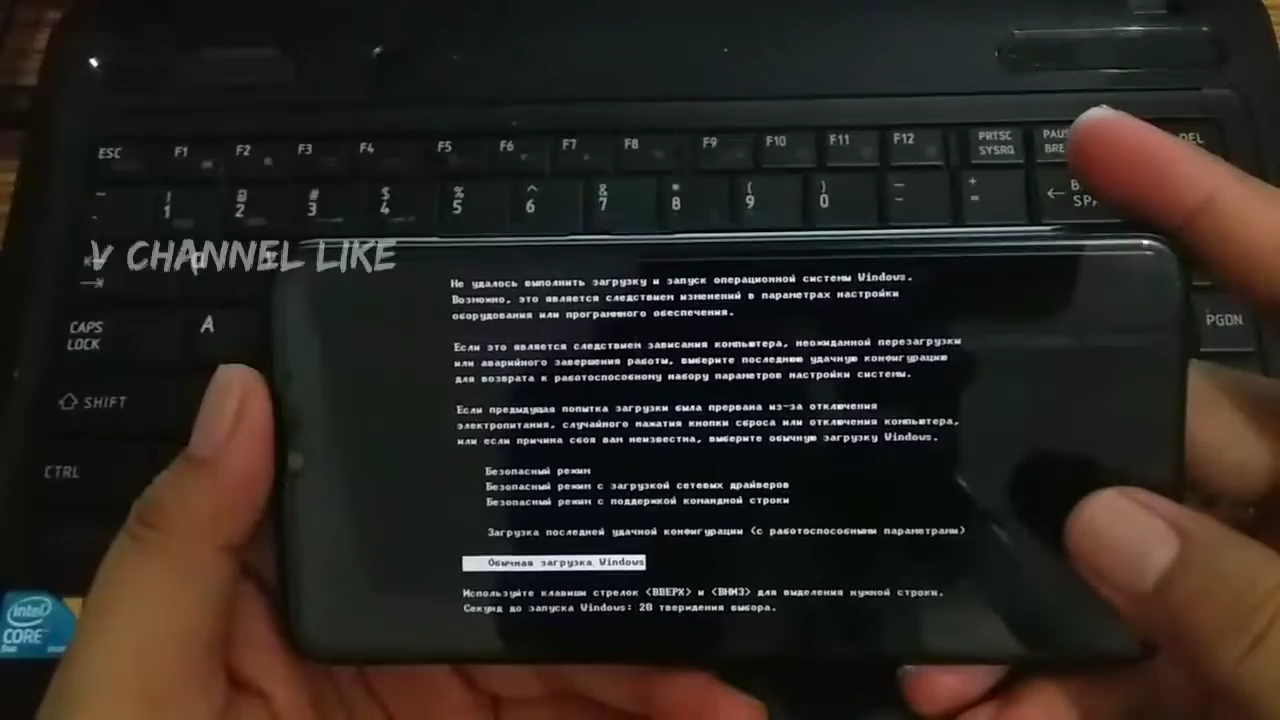 ESC F1 F2 F3 F4 F5 F6 F7 F8 F9 F10 F11 F12 PRTSC SYSRQ DEL
! 1 @ 2 # 3 $ 4 % 5 ^ 6 & 7 * 8 ( 9 ) 0 _ - + =
V CHANNEL LIKE
CAPS LOCK A PGDN
SHIFT
CTRL
intel
CORE
Не удалось выполнить загрузку и запуск операционной системы Windows.
Возможно, это является следствием изменений в параметрах настройки
оборудования или программного обеспечения.
Если это является следствием зависания компьютера, неожиданной перезагрузки
или аварийного завершения работы, выберите последнюю удачную конфигурацию
для возврата к работоспособному набору параметров настройки системы.
Если предыдущая попытка загрузки была прервана из-за отключения
электропитания, случайного нажатия кнопки сброса или отключения компьютера,
или если причина сбоя вам неизвестна, выберите обычную загрузку Windows.
Безопасный режим
Безопасный режим с загрузкой сетевых драйверов
Безопасный режим с поддержкой командной строки
Загрузка последней удачной конфигурации (с работоспособными параметрами)
Обычная загрузка Windows
Используйте клавиши стрелок <ВВЕРХ> и <ВНИЗ> для выделения нужной строки.
Секунд до запуска Windows: 20 тверждения выбора.